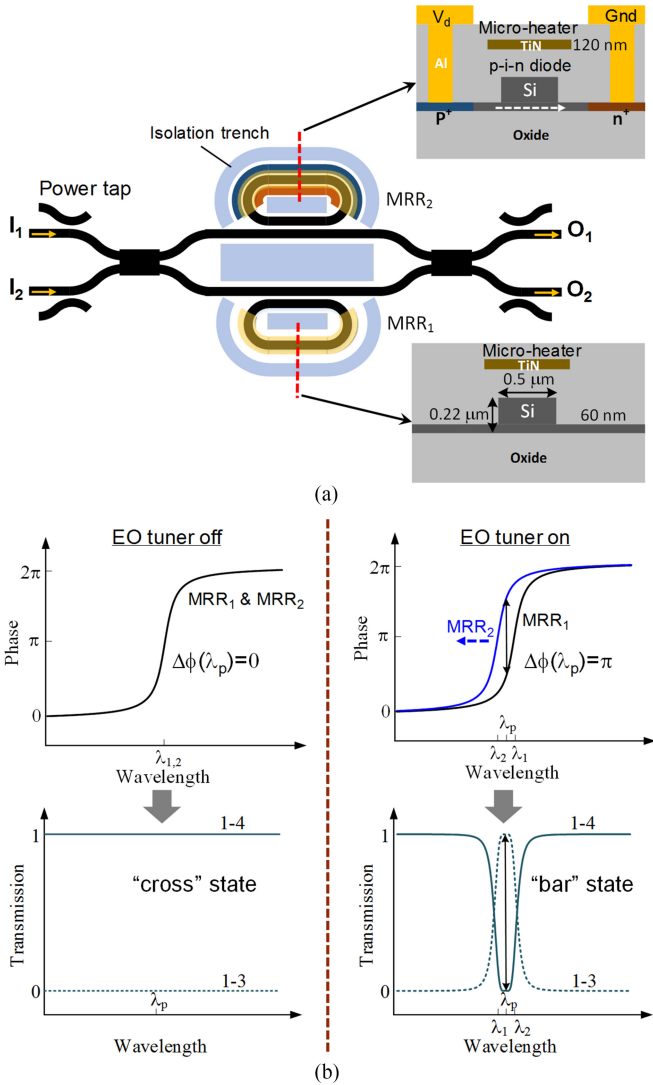 V_d
Gnd
Micro-heater
TiN
120 nm
Al
p-i-n diode
Si
P⁺
n⁺
Oxide
Isolation trench
Power tap
MRR₂
I₁
O₁
I₂
O₂
MRR₁
Micro-heater
TiN
0.5 μm
0.22 μm
Si
60 nm
Oxide
(a)
EO tuner off
2π
MRR₁ & MRR₂
π
Phase
Δϕ(λₚ)=0
0
λ₁,₂
Wavelength
EO tuner on
2π
MRR₂
MRR₁
π
Phase
Δϕ(λₚ)=π
0
λₚ
λ₂
λ₁
Wavelength
1
1-4
"cross" state
Transmission
1-3
0
λₚ
Wavelength
1
1-4
"bar" state
Transmission
1-3
0
λₚ
λ₁
λ₂
Wavelength
(b)